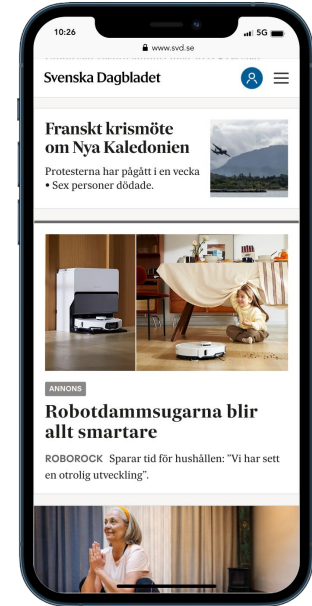 10:26
5G
www.svd.se
Svenska Dagbladet
Franskt krismöte
om Nya Kaledonien
Protesterna har pågått i en vecka
• Sex personer dödade.
ANNONS
Robotdammsugarna blir
allt smartare
ROBOROCK Sparar tid för hushållen: ”Vi har sett
en otrolig utveckling”.